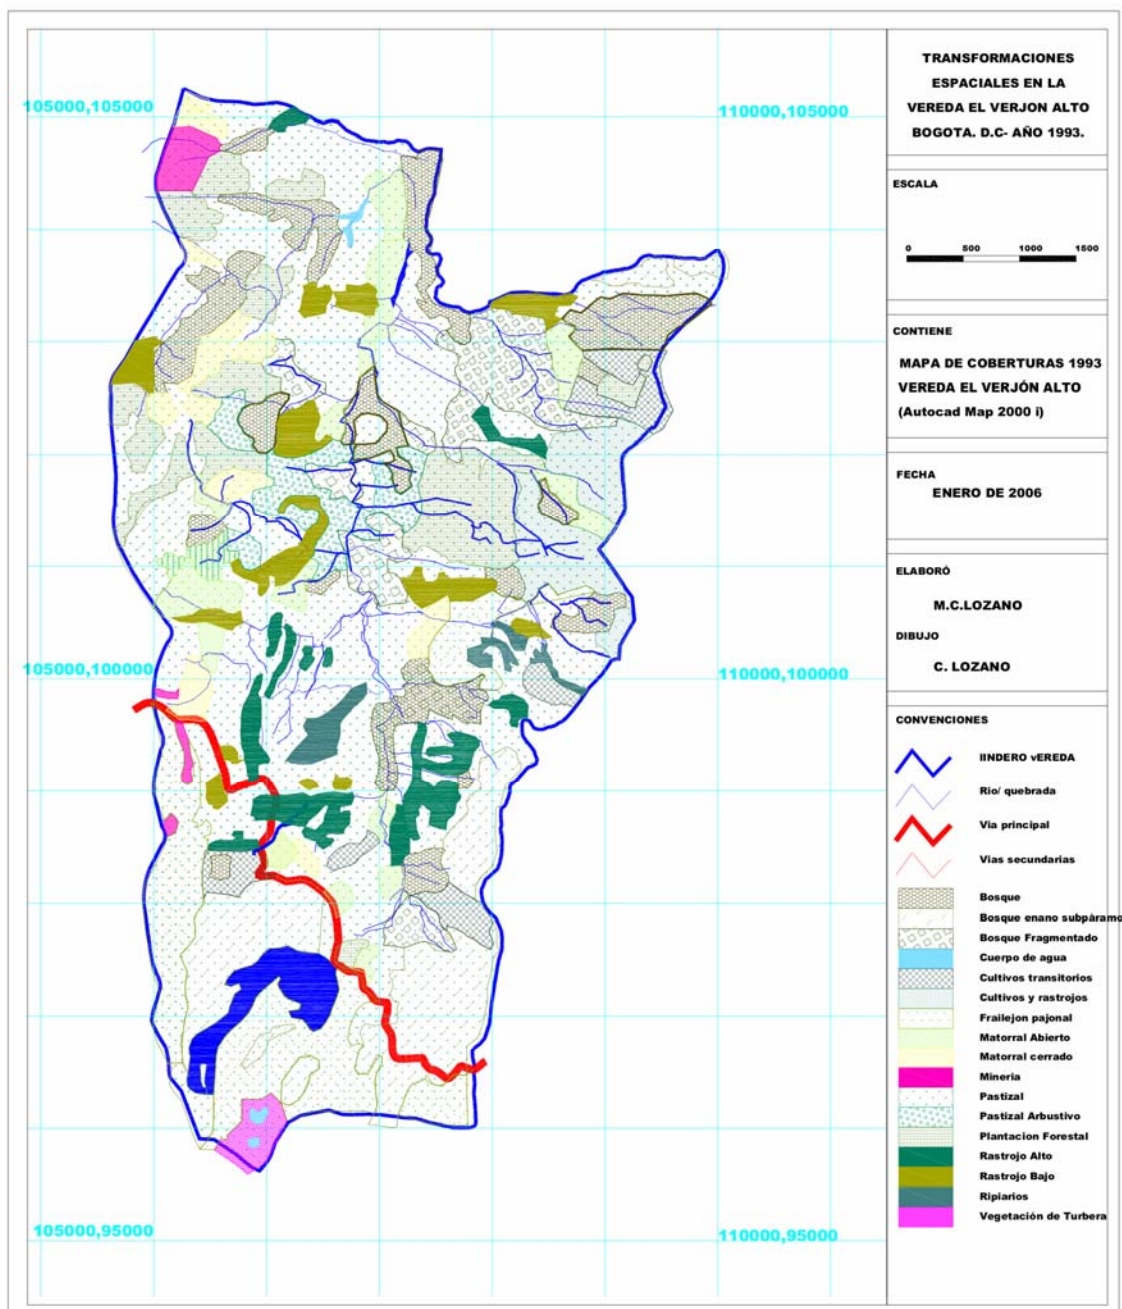 TRANSFORMACIONES
ESPACIALES EN LA
VEREDA EL VERJON ALTO
BOGOTA. D.C- AÑO 1993.
ESCALA
0 500 1000 1500
CONTIENE
MAPA DE COBERTURAS 1993
VEREDA EL VERJÓN ALTO
(Autocad Map 2000 i)
FECHA
ENERO DE 2006
ELABORÓ
M.C.LOZANO
DIBUJO
C. LOZANO
CONVENCIONES
lINDERO vEREDA
Rio/ quebrada
Via principal
Vias secundarias
Bosque
Bosque enano subpáramo
Bosque Fragmentado
Cuerpo de agua
Cultivos transitorios
Cultivos y rastrojos
Frailejon pajonal
Matorral Abierto
Matorral cerrado
Mineria
Pastizal
Pastizal Arbustivo
Plantacion Forestal
Rastrojo Alto
Rastrojo Bajo
Ripiarios
Vegetación de Turbera
105000,105000
110000,105000
105000,100000
110000,100000
105000,95000
110000,95000